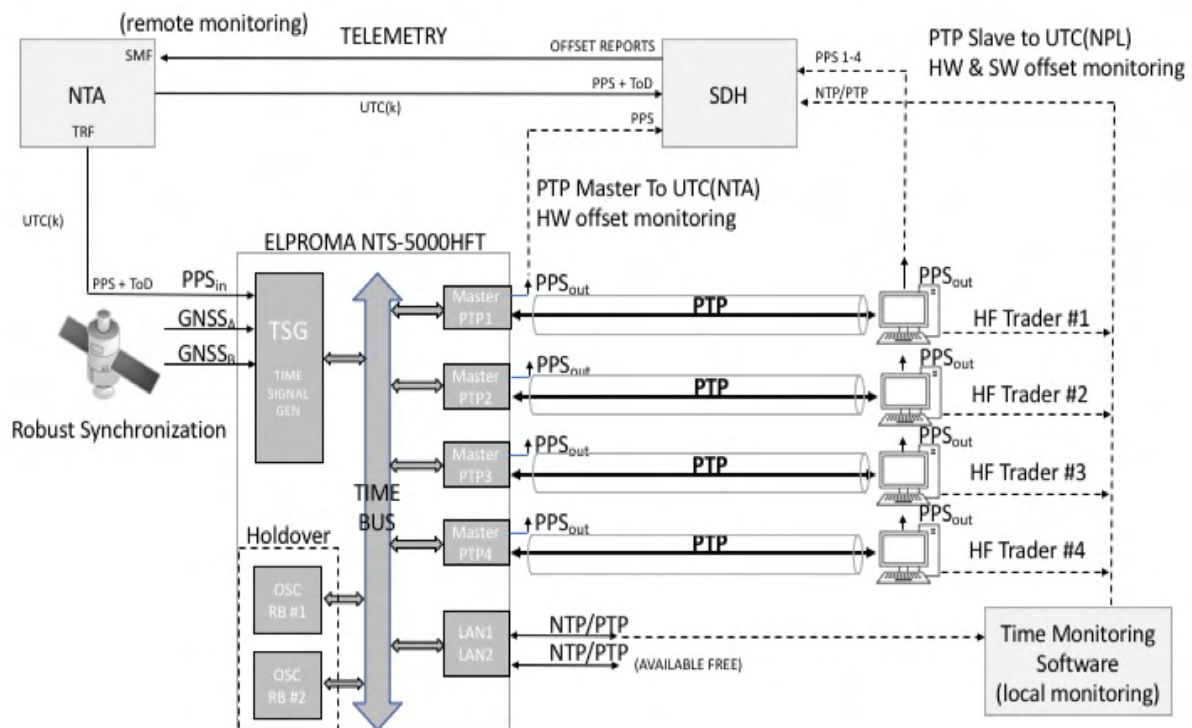 (remote monitoring)
TELEMETRY
SMF
OFFSET REPORTS
NTA
TRF
PPS + ToD
UTC(k)
SDH
PPS 1-4
NTP/PTP
PPS
PTP Slave to UTC(NPL)
HW & SW offset monitoring
PTP Master To UTC(NTA)
HW offset monitoring
UTC(k)
ELPROMA NTS-5000HFT
PPS + ToD
PPSin
GNSSA
GNSSB
Robust Synchronization
TSG
TIME
SIGNAL
GEN
TIME
BUS
Master
PTP1
PPSout
PTP
PPSout
HF Trader #1
Master
PTP2
PPSout
PTP
PPSout
HF Trader #2
Master
PTP3
PPSout
PTP
PPSout
HF Trader #3
Master
PTP4
PPSout
PTP
PPSout
HF Trader #4
Holdover
OSC
RB #1
OSC
RB #2
LAN1
LAN2
NTP/PTP
NTP/PTP
(AVAILABLE FREE)
Time Monitoring
Software
(local monitoring)